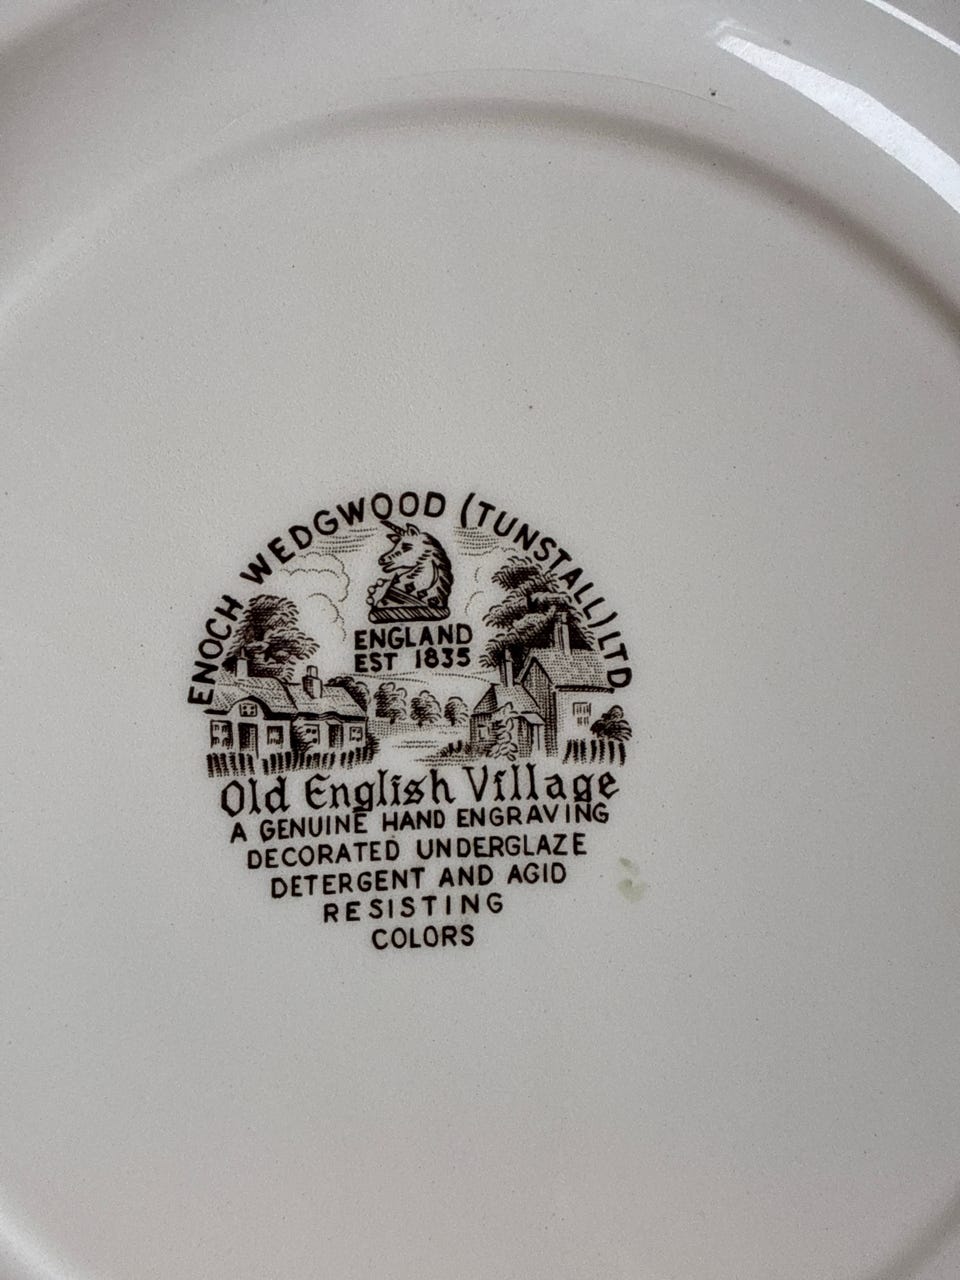 ENOCH WEDGWOOD (TUNSTALL) LTD
ENGLAND
EST 1835
Old English Village
A GENUINE HAND ENGRAVING
DECORATED UNDERGLAZE
DETERGENT AND AGID
RESISTING
COLORS